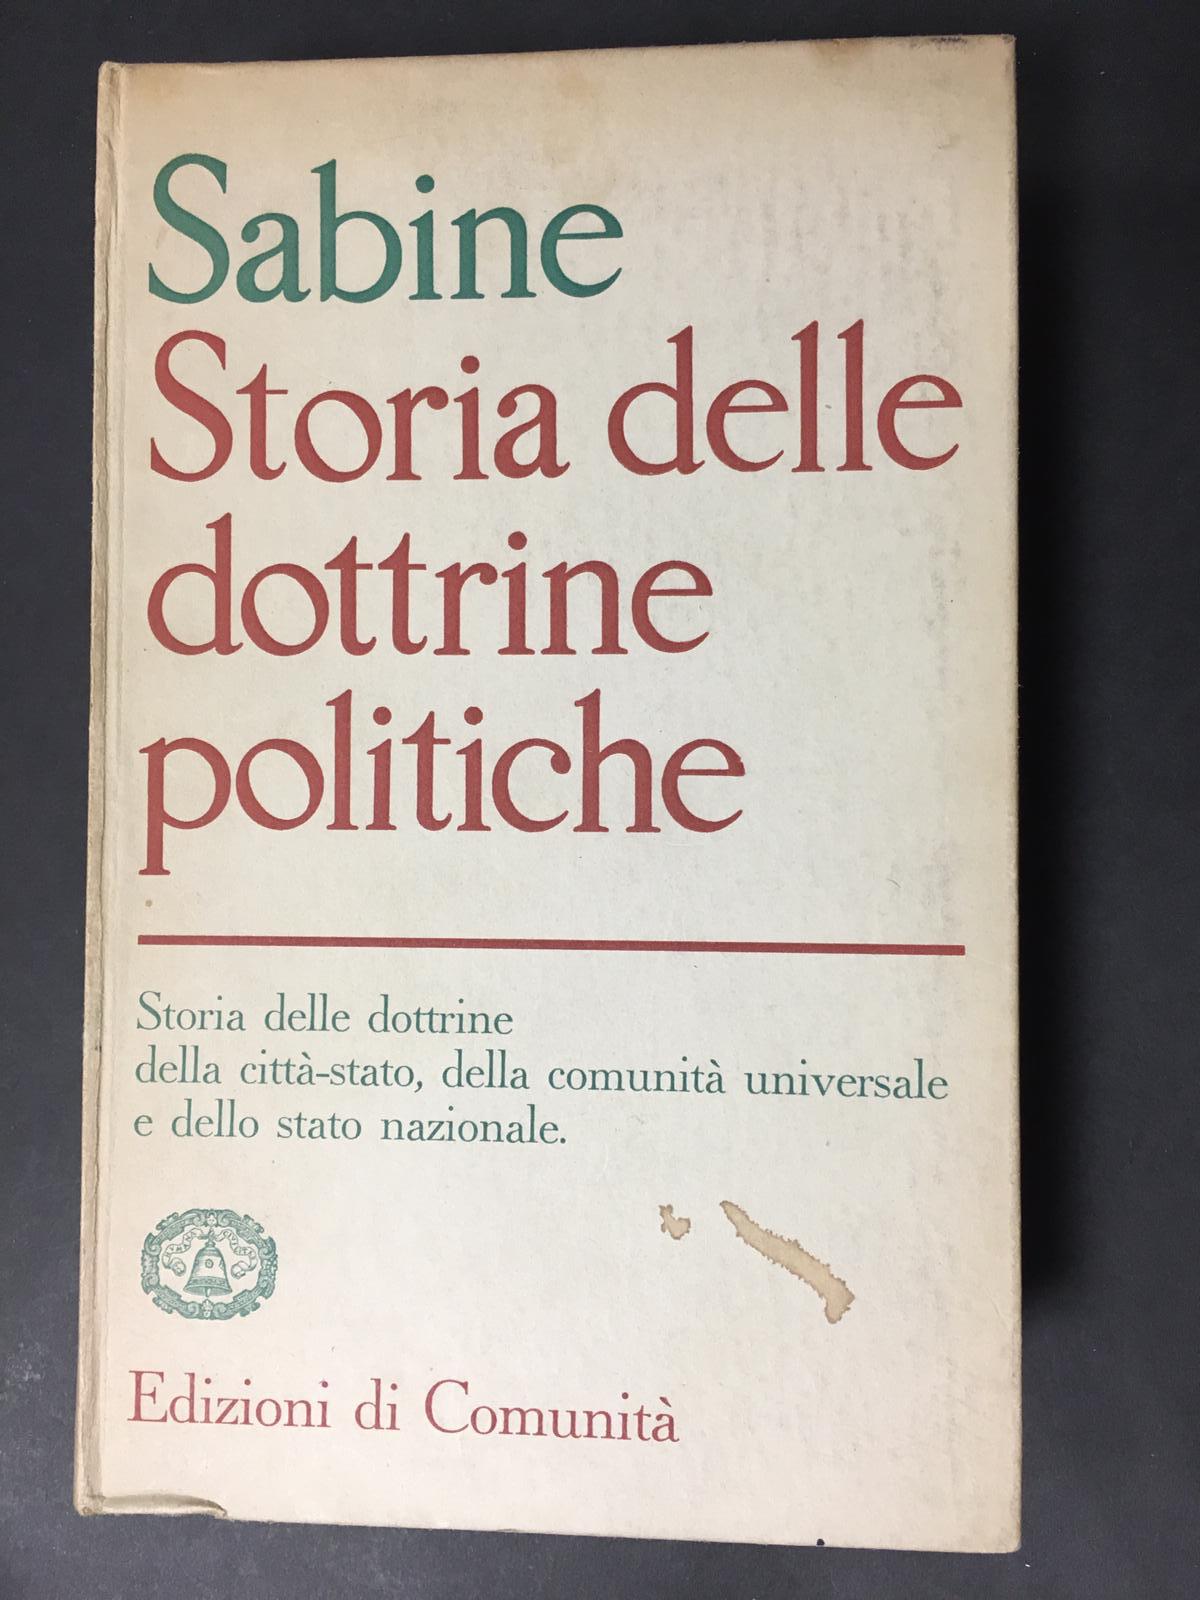 Sabine
Storia delle
dottrine
politiche
Storia delle dottrine
della città-stato, della comunità universale
e dello stato nazionale.
Edizioni di Comunità